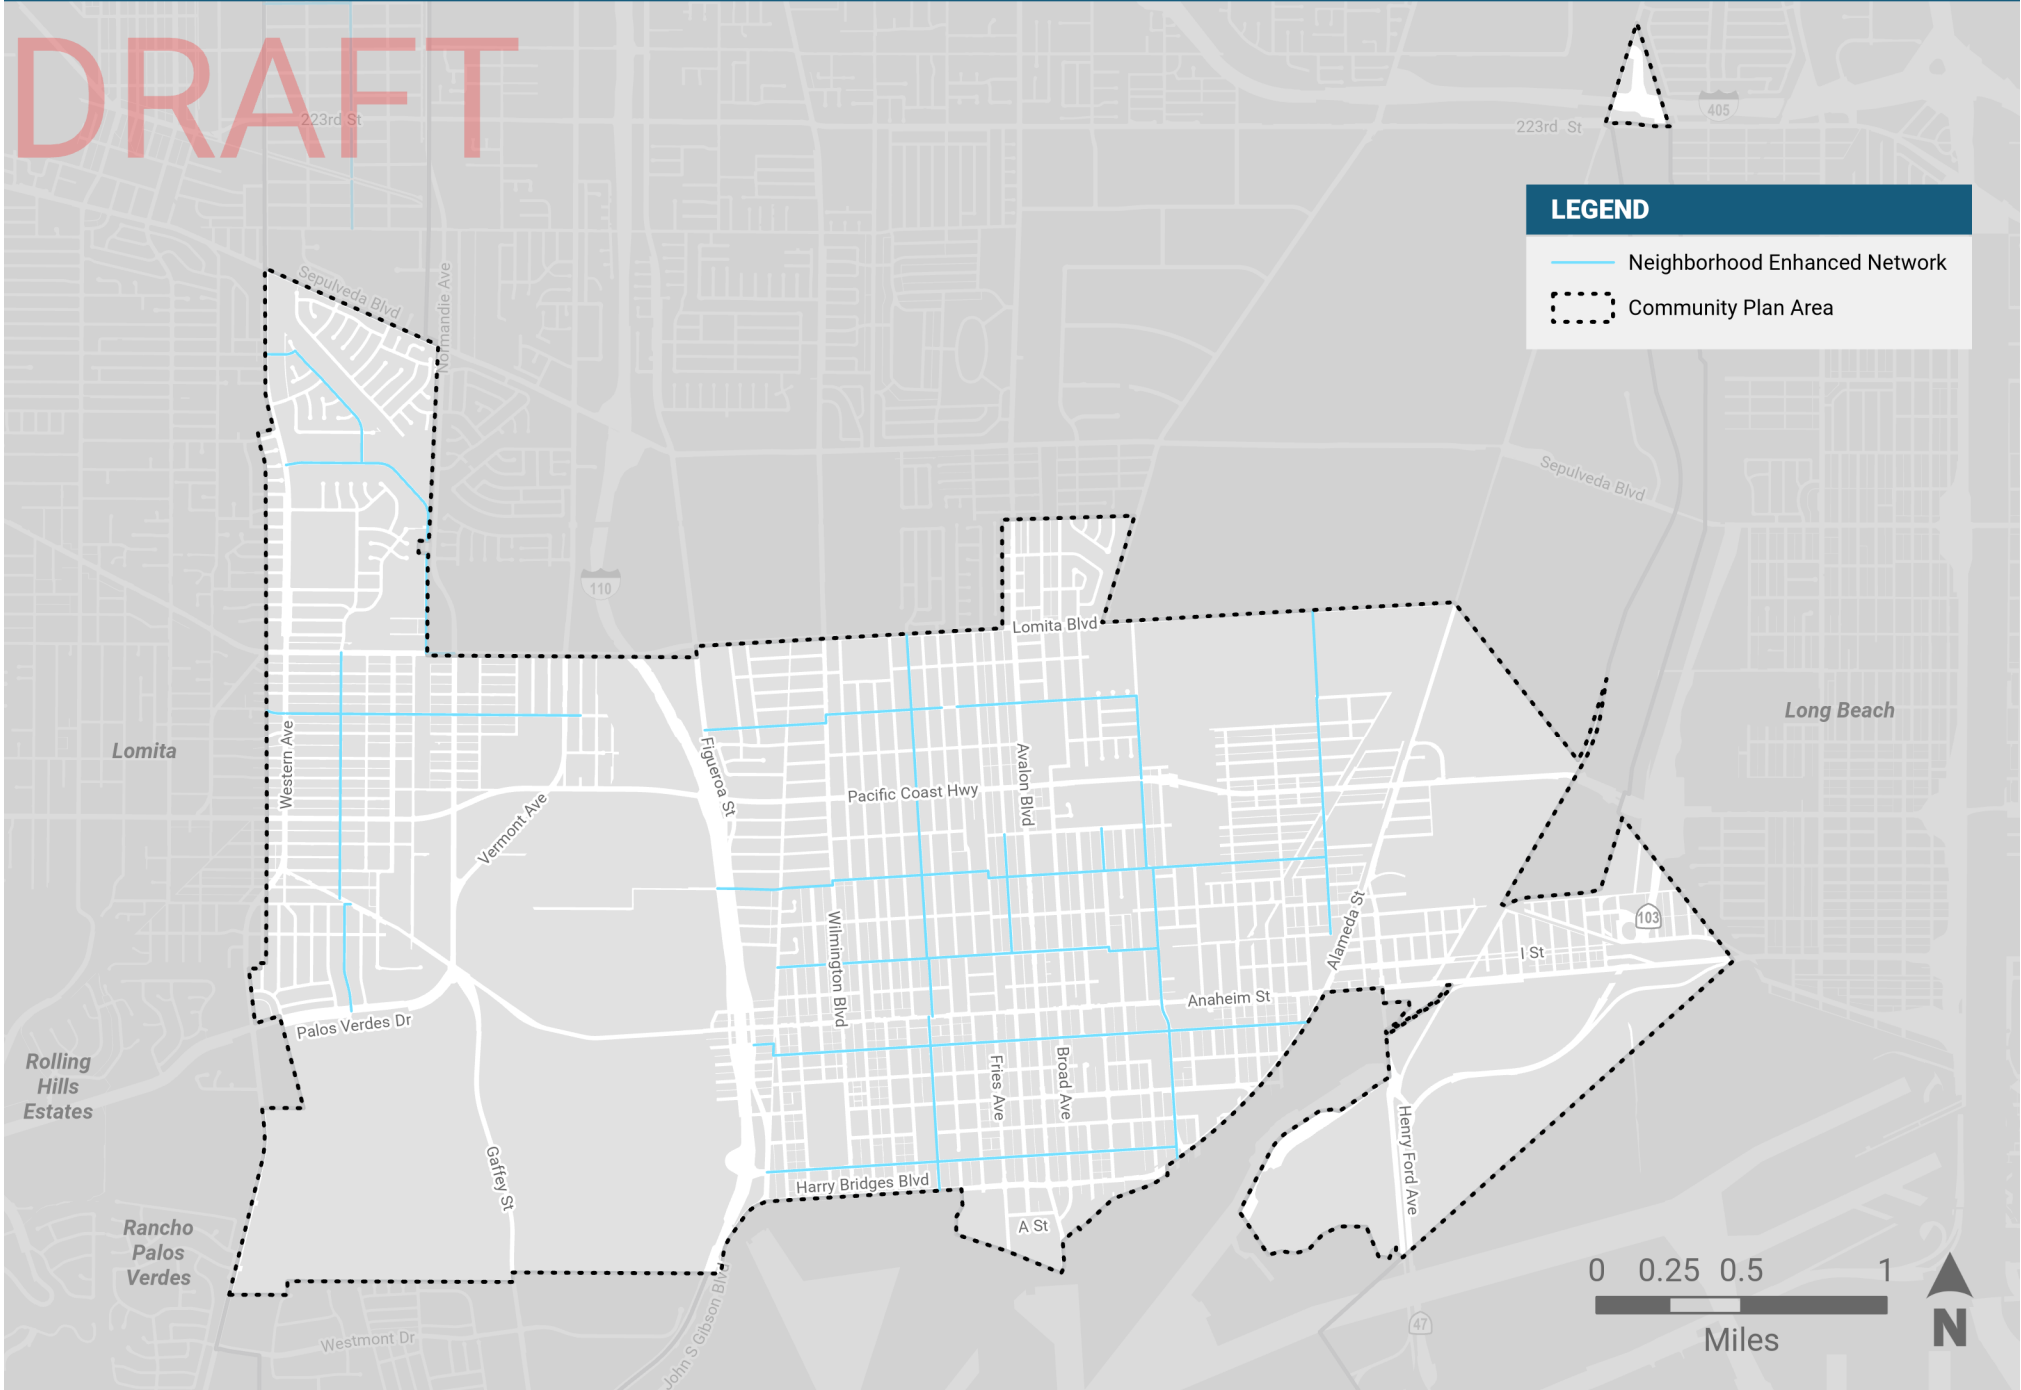 DRAFT
223rd St
223rd St
405
LEGEND
Neighborhood Enhanced Network
Community Plan Area
Sepulveda Blvd
Normandie Ave
Sepulveda Blvd
110
Lomita Blvd
Long Beach
Lomita
Western Ave
Figueroa St
Avalon Blvd
Pacific Coast Hwy
Vermont Ave
103
Wilmington Blvd
Alameda St
I St
Anaheim St
Palos Verdes Dr
Rolling
Hills
Estates
Fries Ave
Broad Ave
Henry Ford Ave
Gaffey St
Harry Bridges Blvd
A St
Rancho
Palos
Verdes
John S Gibson Blvd
Westmont Dr
47
0 0.25 0.5 1
Miles
N